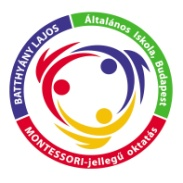 BATTHYÁNY LAJOS
Általános Iskola, Budapest
MONTESSORI-jellegű oktatás